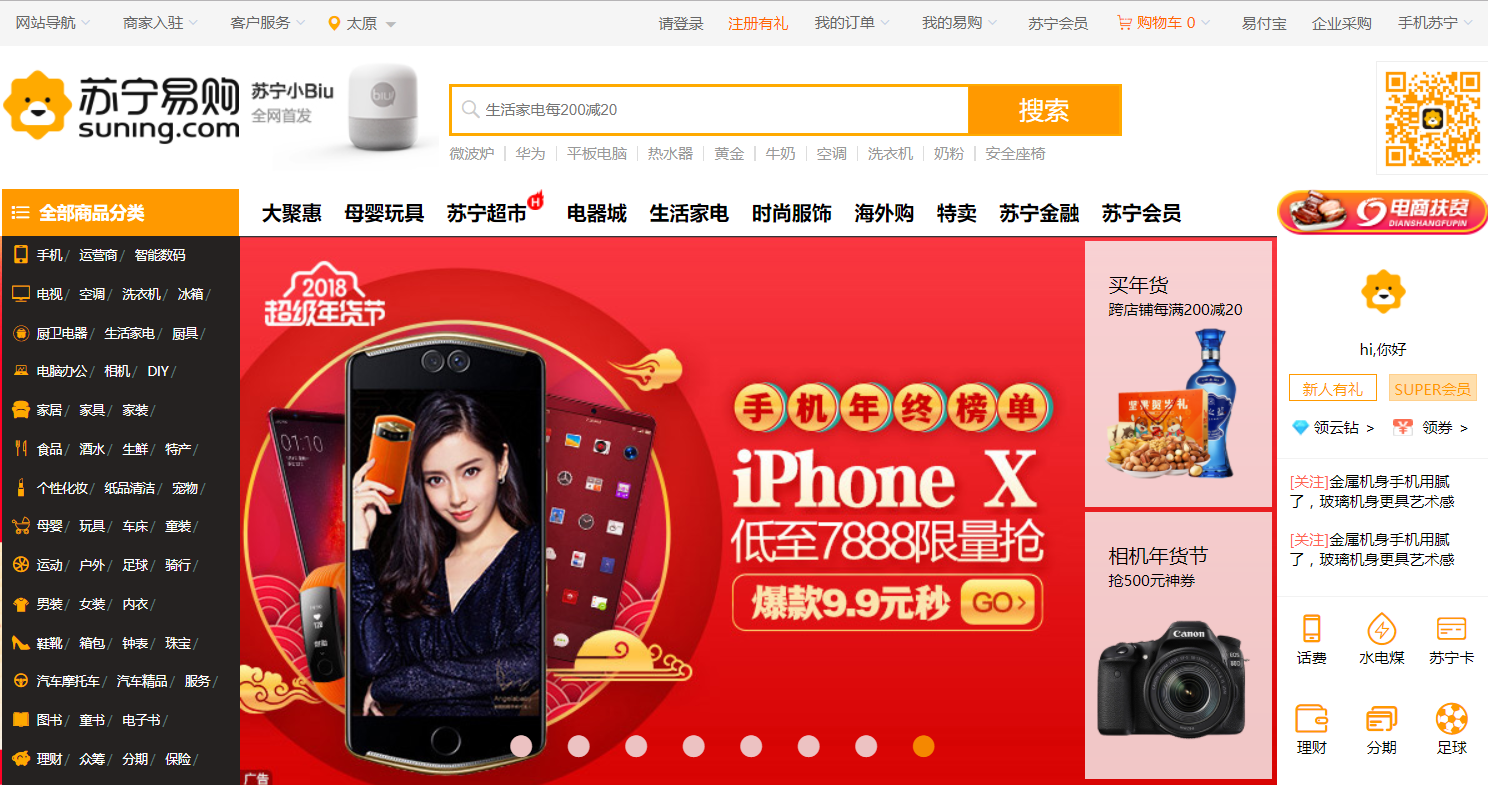 网站导航 商家入驻 客户服务 太原 请登录 注册有礼 我的订单 我的易购 苏宁会员 购物车 0 易付宝 企业采购 手机苏宁
苏宁易购
suning.com
苏宁小Biu
全网首发
biu
生活家电每200减20 搜索
微波炉 | 华为 | 平板电脑 | 热水器 | 黄金 | 牛奶 | 空调 | 洗衣机 | 奶粉 | 安全座椅
全部商品分类 大聚惠 母婴玩具 苏宁超市 H 电器城 生活家电 时尚服饰 海外购 特卖 苏宁金融 苏宁会员
电商扶贫
DIANSHANGFUPIN
手机/ 运营商/ 智能数码
电视/ 空调/ 洗衣机/ 冰箱/
厨卫电器/ 生活家电/ 厨具/
电脑办公/ 相机/ DIY/
家居/ 家具/ 家装/
食品/ 酒水/ 生鲜/ 特产/
个性化妆/ 纸品清洁/ 宠物/
母婴/ 玩具/ 车床/ 童装/
运动/ 户外/ 足球/ 骑行/
男装/ 女装/ 内衣/
鞋靴/ 箱包/ 钟表/ 珠宝/
汽车摩托车/ 汽车精品/ 服务/
图书/ 童书/ 电子书/
理财/ 众筹/ 分期/ 保险/
2018
超级年货节
01:10
手机年终榜单
iPhone X
低至7888限量抢
爆款9.9元秒 GO>
Angelababy
广告
买年货
跨店铺每满200减20
相机年货节
抢500元神券
Canon
EOS
80D
hi,你好
新人有礼 SUPER会员
领云钻 > 领券 >
[关注]金属机身手机用腻
了，玻璃机身更具艺术感
[关注]金属机身手机用腻
了，玻璃机身更具艺术感
话费 水电煤 苏宁卡
理财 分期 足球